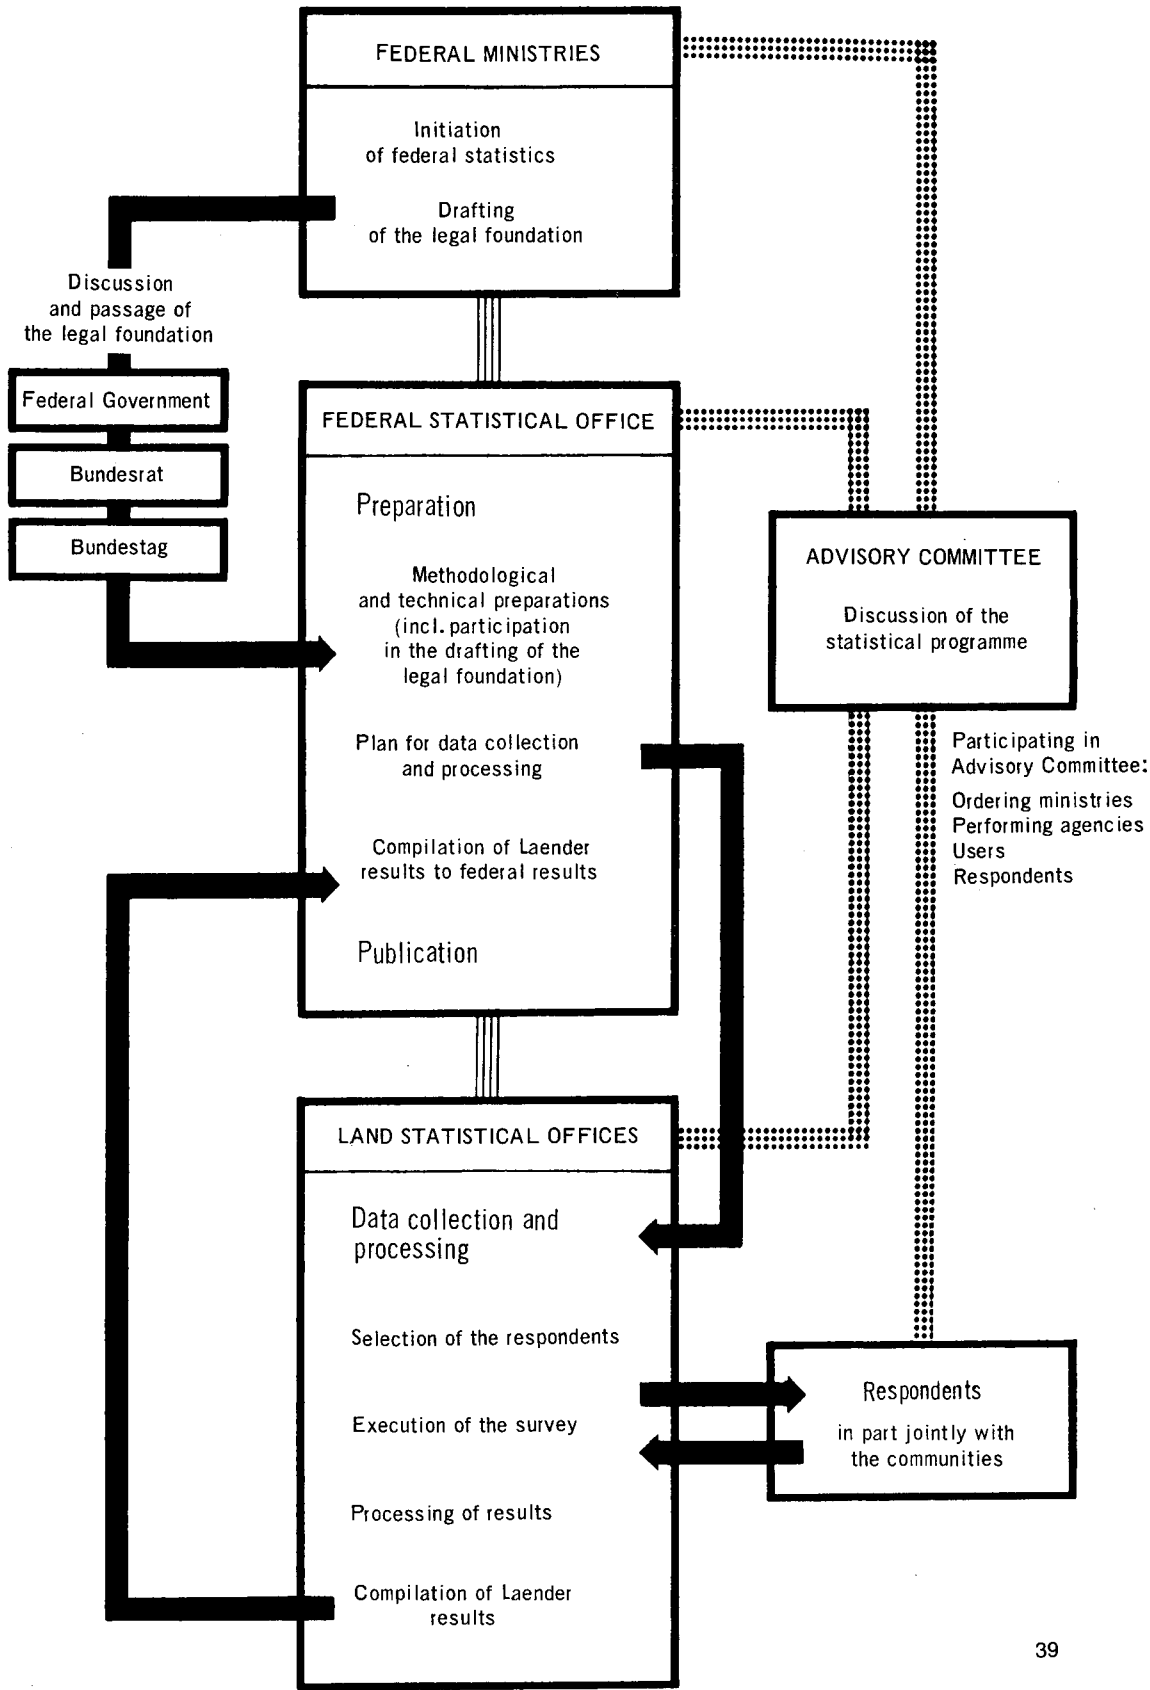 FEDERAL MINISTRIES
Initiation
of federal statistics
Drafting
of the legal foundation
Discussion
and passage of
the legal foundation
Federal Government
Bundesrat
Bundestag
FEDERAL STATISTICAL OFFICE
Preparation
Methodological
and technical preparations
(incl. participation
in the drafting of the
legal foundation)
Plan for data collection
and processing
Compilation of Laender
results to federal results
Publication
ADVISORY COMMITTEE
Discussion of the
statistical programme
Participating in
Advisory Committee:
Ordering ministries
Performing agencies
Users
Respondents
LAND STATISTICAL OFFICES
Data collection and
processing
Selection of the respondents
Execution of the survey
Processing of results
Compilation of Laender
results
Respondents
in part jointly with
the communities
39